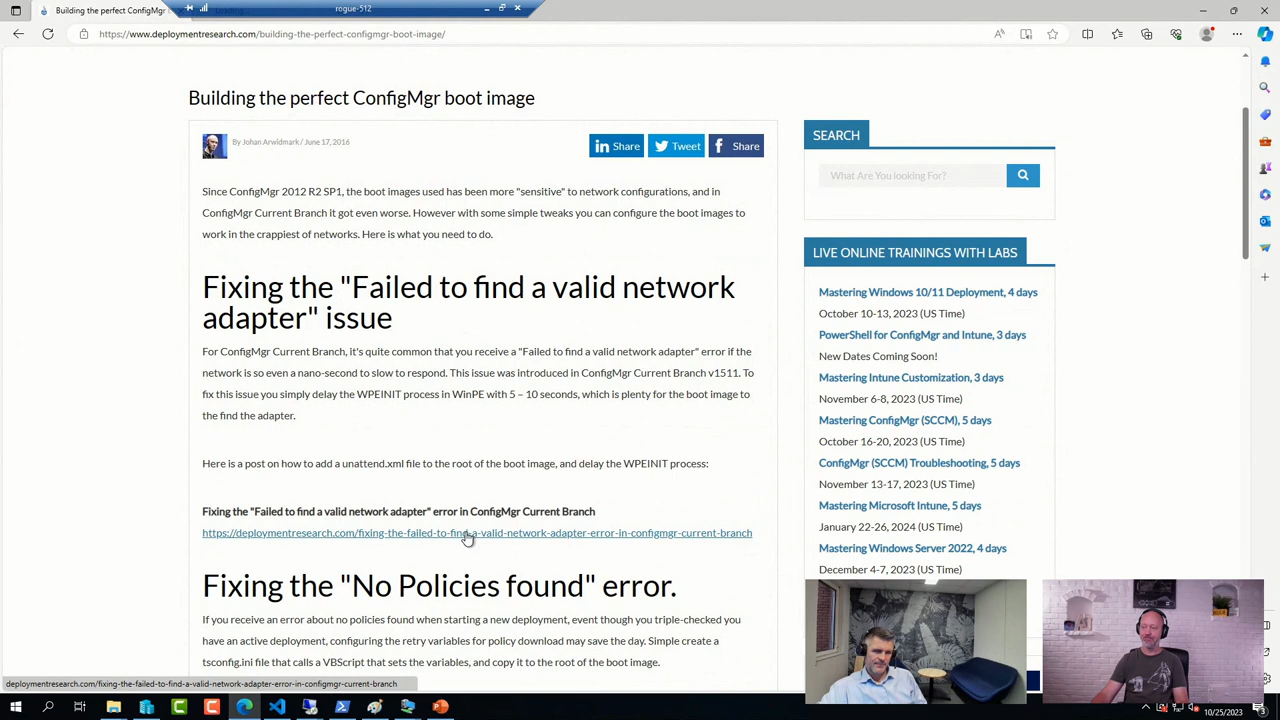 Building the perfect ConfigMgr
Loading
rogue-512
https://www.deploymentresearch.com/building-the-perfect-configmgr-boot-image/
Building the perfect ConfigMgr boot image
By Johan Arwidmark / June 17, 2016
Share
Tweet
Share
Since ConfigMgr 2012 R2 SP1, the boot images used has been more "sensitive" to network configurations, and in
ConfigMgr Current Branch it got even worse. However with some simple tweaks you can configure the boot images to
work in the crappiest of networks. Here is what you need to do.
Fixing the "Failed to find a valid network
adapter" issue
For ConfigMgr Current Branch, it's quite common that you receive a "Failed to find a valid network adapter" error if the
network is so even a nano-second to slow to respond. This issue was introduced in ConfigMgr Current Branch v1511. To
fix this issue you simply delay the WPEINIT process in WinPE with 5 – 10 seconds, which is plenty for the boot image to
the find the adapter.
Here is a post on how to add a unattend.xml file to the root of the boot image, and delay the WPEINIT process:
Fixing the "Failed to find a valid network adapter" error in ConfigMgr Current Branch
https://deploymentresearch.com/fixing-the-failed-to-find-a-valid-network-adapter-error-in-configmgr-current-branch
Fixing the "No Policies found" error.
If you receive an error about no policies found when starting a new deployment, event though you triple-checked you
have an active deployment, configuring the retry variables for policy download may save the day. Simple create a
tsconfig.ini file that calls a VBScript that sets the variables, and copy it to the root of the boot image.
SEARCH
What Are You looking For?
LIVE ONLINE TRAININGS WITH LABS
Mastering Windows 10/11 Deployment, 4 days
October 10-13, 2023 (US Time)
PowerShell for ConfigMgr and Intune, 3 days
New Dates Coming Soon!
Mastering Intune Customization, 3 days
November 6-8, 2023 (US Time)
Mastering ConfigMgr (SCCM), 5 days
October 16-20, 2023 (US Time)
ConfigMgr (SCCM) Troubleshooting, 5 days
November 13-17, 2023 (US Time)
Mastering Microsoft Intune, 5 days
January 22-26, 2024 (US Time)
Mastering Windows Server 2022, 4 days
December 4-7, 2023 (US Time)
deploymentresearch.com/fixing-the-failed-to-find-a-valid-network-adapter-error-in-configmgr-current-branch
10/25/2023